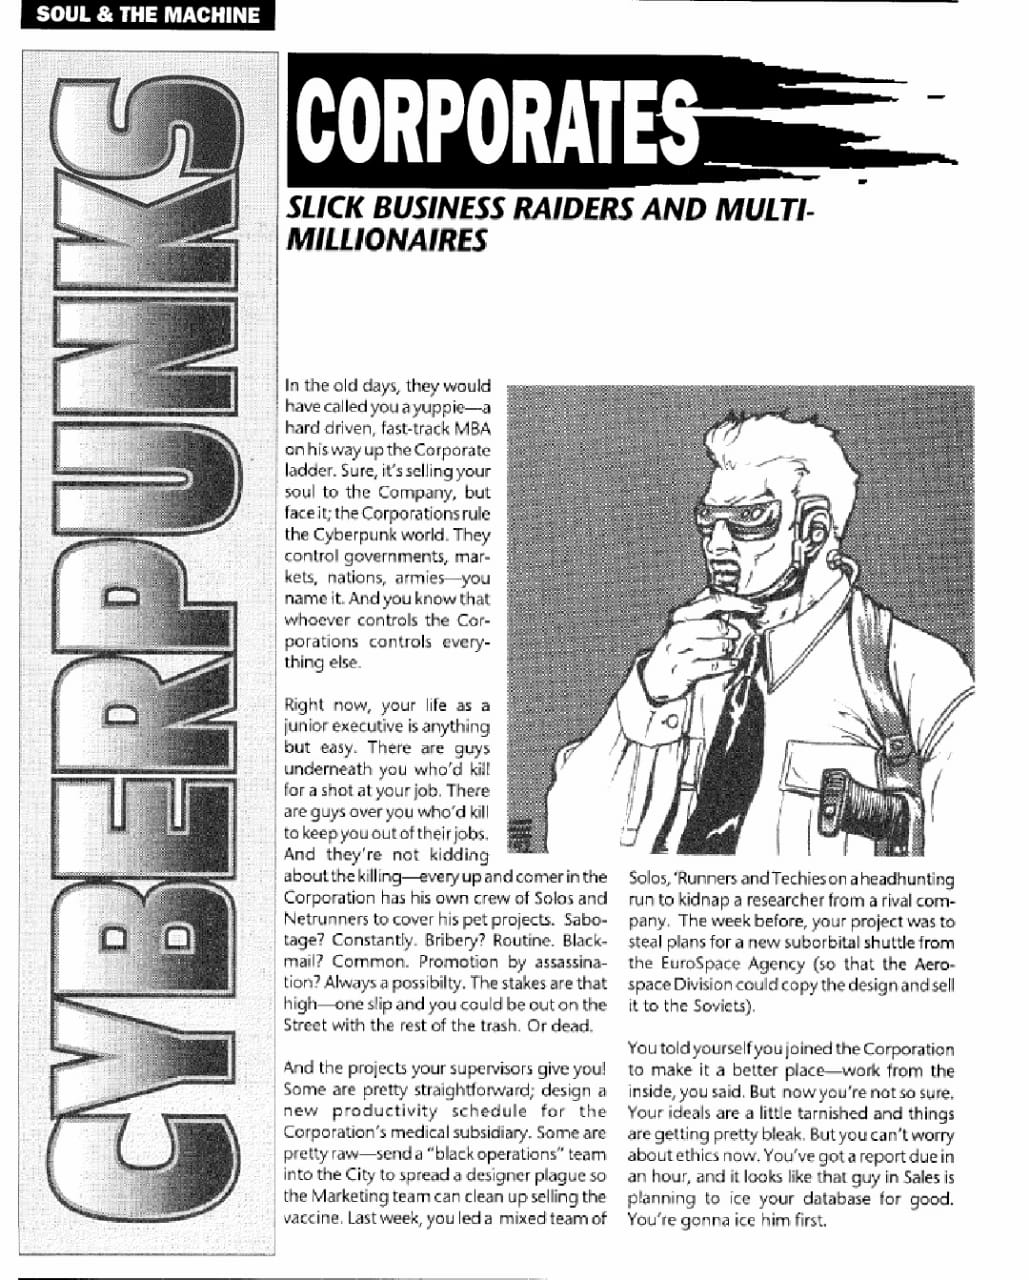 SOUL & THE MACHINE
CYBERPUNKS
CORPORATES
SLICK BUSINESS RAIDERS AND MULTI-
MILLIONAIRES
In the old days, they would
have called you a yuppie—a
hard driven, fast-track MBA
on his way up the Corporate
ladder. Sure, it's selling your
soul to the Company, but
face it; the Corporations rule
the Cyberpunk world. They
control governments, mar-
kets, nations, armies—you
name it. And you know that
whoever controls the Cor-
porations controls every-
thing else.
Right now, your life as a
junior executive is anything
but easy. There are guys
underneath you who'd kill
for a shot at your job. There
are guys over you who'd kill
to keep you out of their jobs.
And they're not kidding
about the killing—every up and comer in the
Corporation has his own crew of Solos and
Netrunners to cover his pet projects. Sabo-
tage? Constantly. Bribery? Routine. Black-
mail? Common. Promotion by assassina-
tion? Always a possibilty. The stakes are that
high—one slip and you could be out on the
Street with the rest of the trash. Or dead.
And the projects your supervisors give you!
Some are pretty straightforward; design a
new productivity schedule for the
Corporation's medical subsidiary. Some are
pretty raw—send a "black operations" team
into the City to spread a designer plague so
the Marketing team can clean up selling the
vaccine. Last week, you led a mixed team of
Solos, 'Runners and Techies on a headhunting
run to kidnap a researcher from a rival com-
pany. The week before, your project was to
steal plans for a new suborbital shuttle from
the EuroSpace Agency (so that the Aero-
space Division could copy the design and sell
it to the Soviets).
You told yourself you joined the Corporation
to make it a better place—work from the
inside, you said. But now you're not so sure.
Your ideals are a little tarnished and things
are getting pretty bleak. But you can't worry
about ethics now. You've got a report due in
an hour, and it looks like that guy in Sales is
planning to ice your database for good.
You're gonna ice him first.